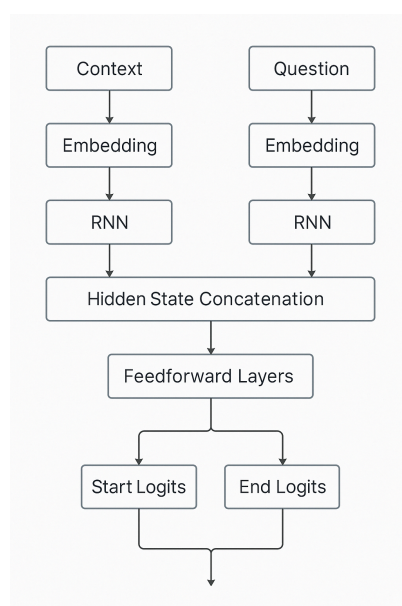 Context
Question
Embedding
Embedding
RNN
RNN
Hidden State Concatenation
Feedforward Layers
Start Logits
End Logits